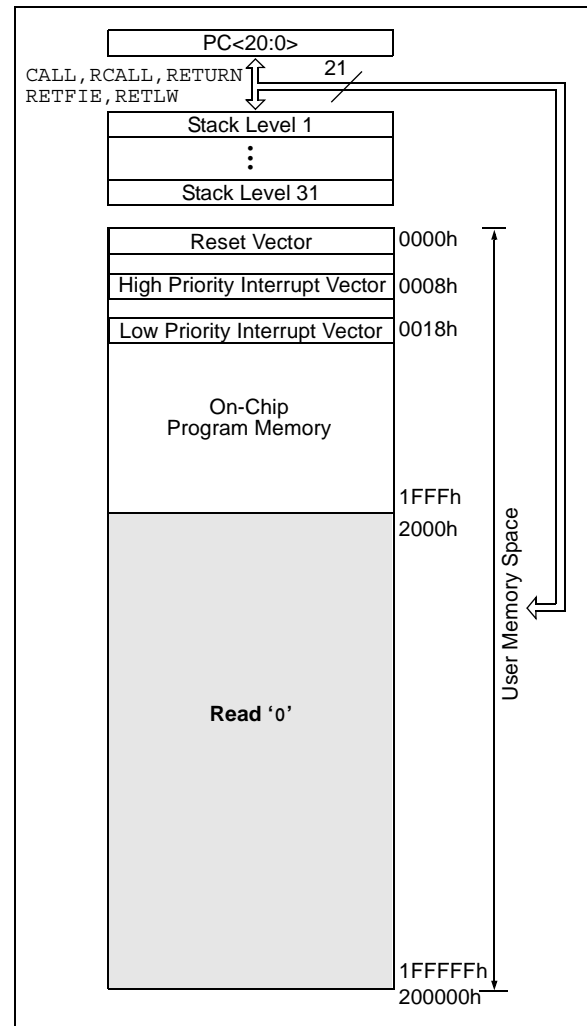 PC<20:0>
CALL,RCALL,RETURN
RETFIE,RETLW
21
Stack Level 1
Stack Level 31
Reset Vector
0000h
High Priority Interrupt Vector
0008h
Low Priority Interrupt Vector
0018h
On-Chip
Program Memory
1FFFh
2000h
User Memory Space
Read ‘0’
1FFFFFh
200000h